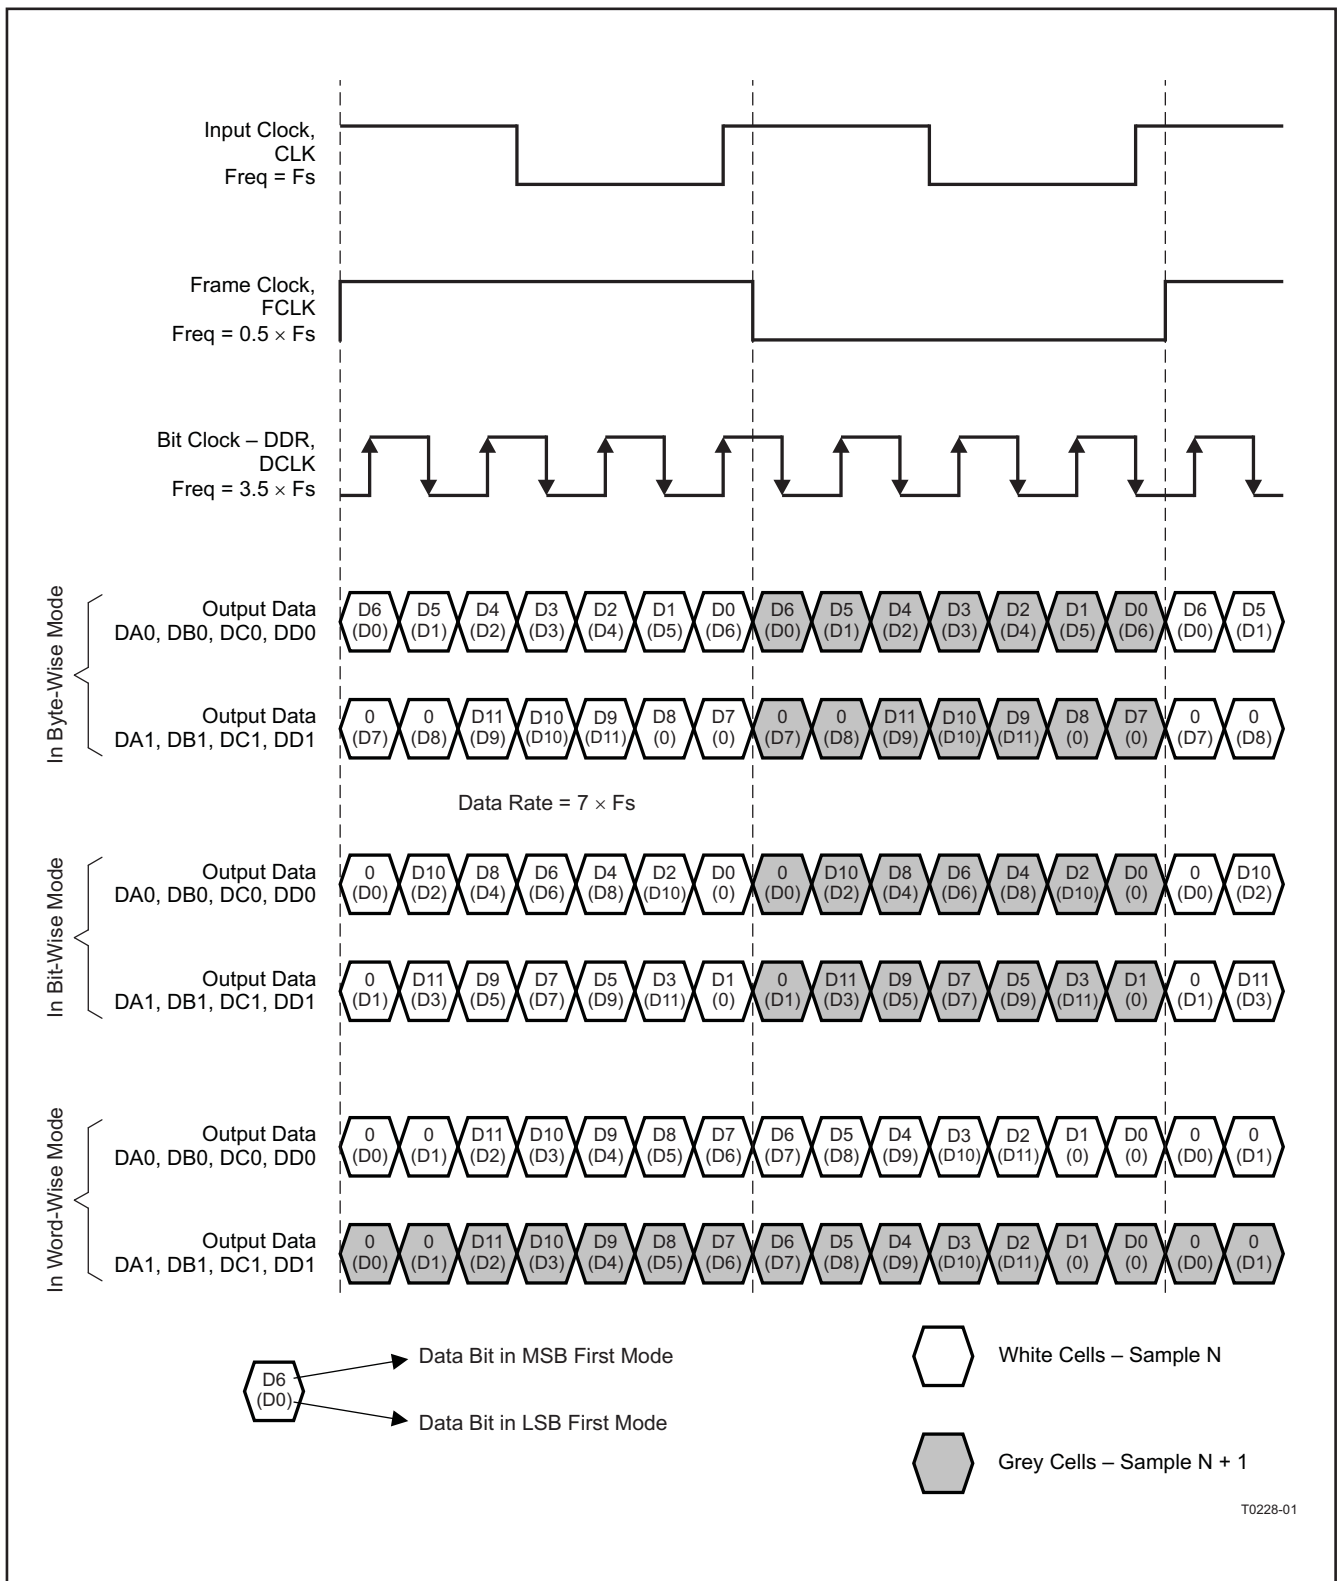 Input Clock,
CLK
Freq = Fs
Frame Clock,
FCLK
Freq = 0.5 × Fs
Bit Clock – DDR,
DCLK
Freq = 3.5 × Fs
In Byte-Wise Mode
Output Data
DA0, DB0, DC0, DD0
D6 D5 D4 D3 D2 D1 D0 D6 D5 D4 D3 D2 D1 D0 D6 D5
(D0) (D1) (D2) (D3) (D4) (D5) (D6) (D0) (D1) (D2) (D3) (D4) (D5) (D6) (D0) (D1)
Output Data
DA1, DB1, DC1, DD1
0 0 D11 D10 D9 D8 D7 0 0 D11 D10 D9 D8 D7 0 0
(D7) (D8) (D9) (D10) (D11) (0) (0) (D7) (D8) (D9) (D10) (D11) (0) (0) (D7) (D8)
Data Rate = 7 × Fs
In Bit-Wise Mode
Output Data
DA0, DB0, DC0, DD0
0 D10 D8 D6 D4 D2 D0 0 D10 D8 D6 D4 D2 D0 0 D10
(D0) (D2) (D4) (D6) (D8) (D10) (0) (D0) (D2) (D4) (D6) (D8) (D10) (0) (D0) (D2)
Output Data
DA1, DB1, DC1, DD1
0 D11 D9 D7 D5 D3 D1 0 D11 D9 D7 D5 D3 D1 0 D11
(D1) (D3) (D5) (D7) (D9) (D11) (0) (D1) (D3) (D5) (D7) (D9) (D11) (0) (D1) (D3)
In Word-Wise Mode
Output Data
DA0, DB0, DC0, DD0
0 0 D11 D10 D9 D8 D7 D6 D5 D4 D3 D2 D1 D0 0 0
(D0) (D1) (D2) (D3) (D4) (D5) (D6) (D7) (D8) (D9) (D10) (D11) (0) (0) (D0) (D1)
Output Data
DA1, DB1, DC1, DD1
0 0 D11 D10 D9 D8 D7 D6 D5 D4 D3 D2 D1 D0 0 0
(D0) (D1) (D2) (D3) (D4) (D5) (D6) (D7) (D8) (D9) (D10) (D11) (0) (0) (D0) (D1)
D6
(D0)
Data Bit in MSB First Mode
Data Bit in LSB First Mode
White Cells – Sample N
Grey Cells – Sample N + 1
T0228-01